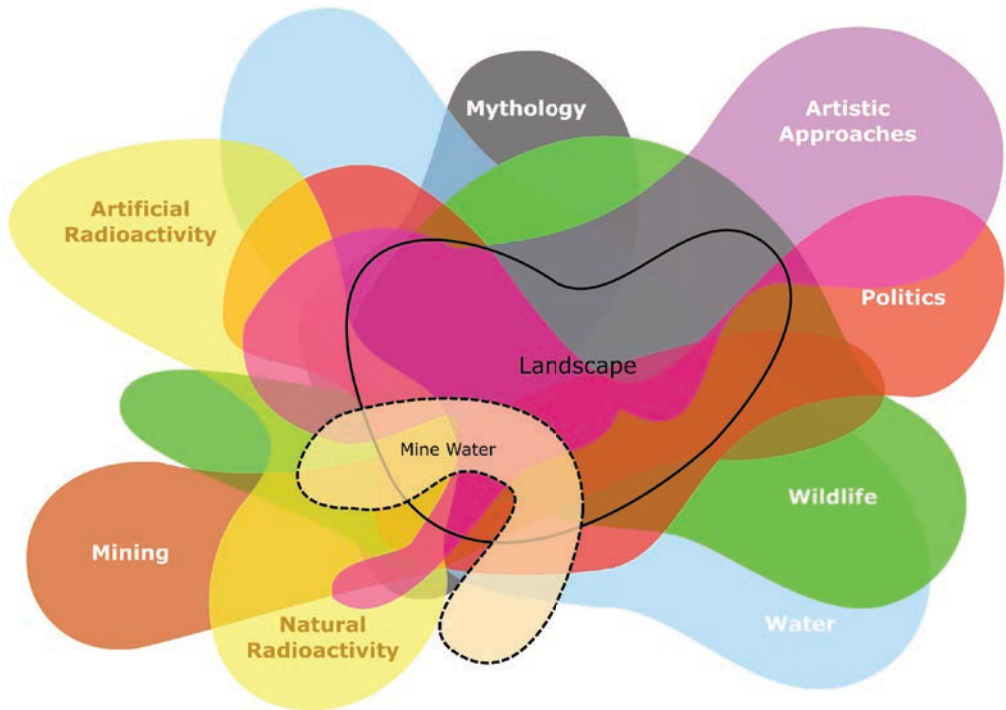 Mythology
Artistic
Approaches
Artificial
Radioactivity
Politics
Landscape
Mine Water
Wildlife
Mining
Natural
Radioactivity
Water